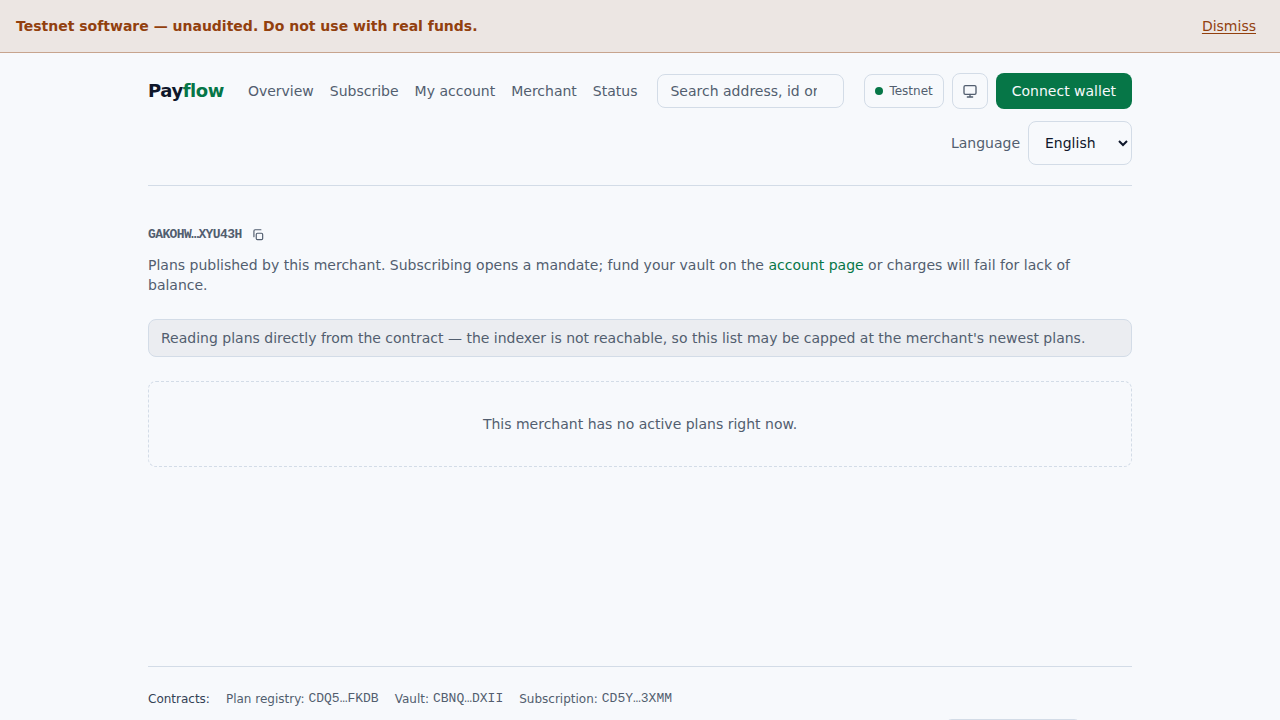 Testnet software — unaudited. Do not use with real funds. Dismiss
Payflow Overview Subscribe My account Merchant Status Search address, id or Testnet Connect wallet
Language English
GAKOHW…XYU43H
Plans published by this merchant. Subscribing opens a mandate; fund your vault on the account page or charges will fail for lack of
balance.
Reading plans directly from the contract — the indexer is not reachable, so this list may be capped at the merchant's newest plans.
This merchant has no active plans right now.
Contracts: Plan registry: CDQ5…FKDB Vault: CBNQ…DXII Subscription: CD5Y…3XMM